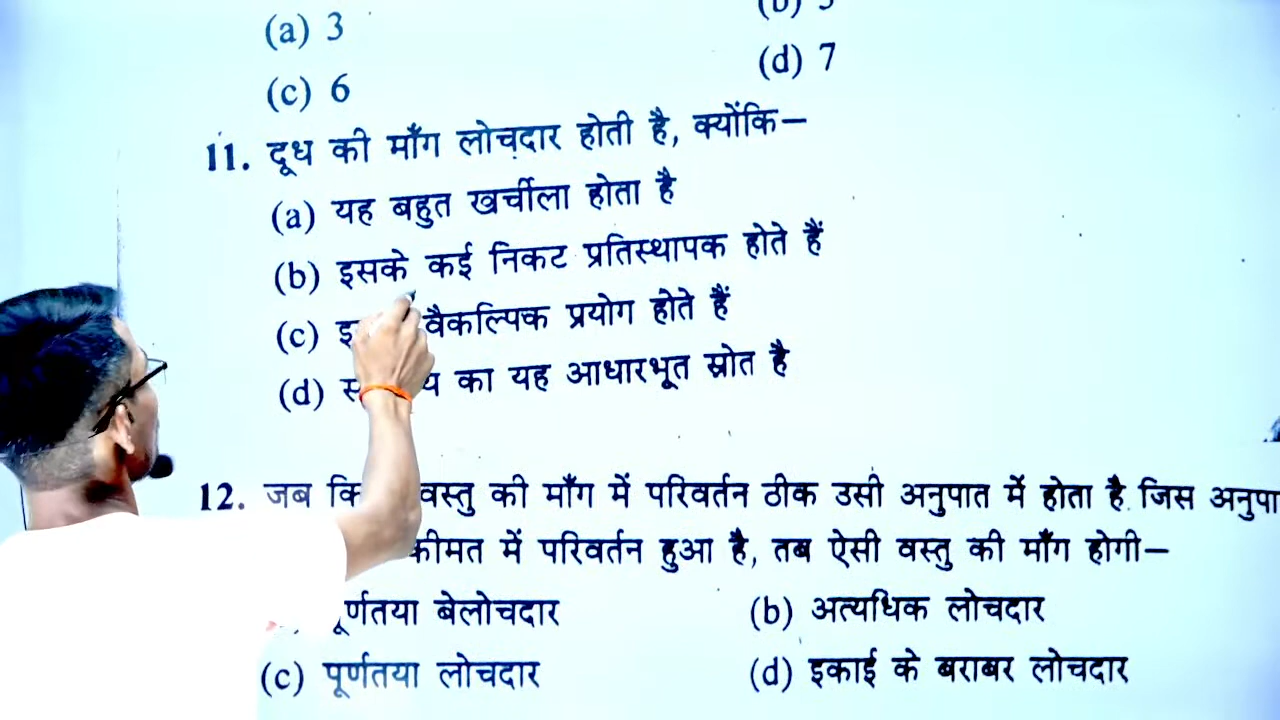 (a) 3
(d) 7
(c) 6
11. दूध की माँग लोचदार होती है, क्योंकि–
(a) यह बहुत खर्चीला होता है
(b) इसके कई निकट प्रतिस्थापक होते हैं
(c) वैकल्पिक प्रयोग होते हैं
(d) का यह आधारभूत स्रोत है
12. जब वस्तु की माँग में परिवर्तन ठीक उसी अनुपात में होता है जिस
कीमत में परिवर्तन हुआ है, तब ऐसी वस्तु की माँग होगी–
बेलोचदार
(b) अत्यधिक लोचदार
(c) पूर्णतया लोचदार
(d) इकाई के बराबर लोचदार